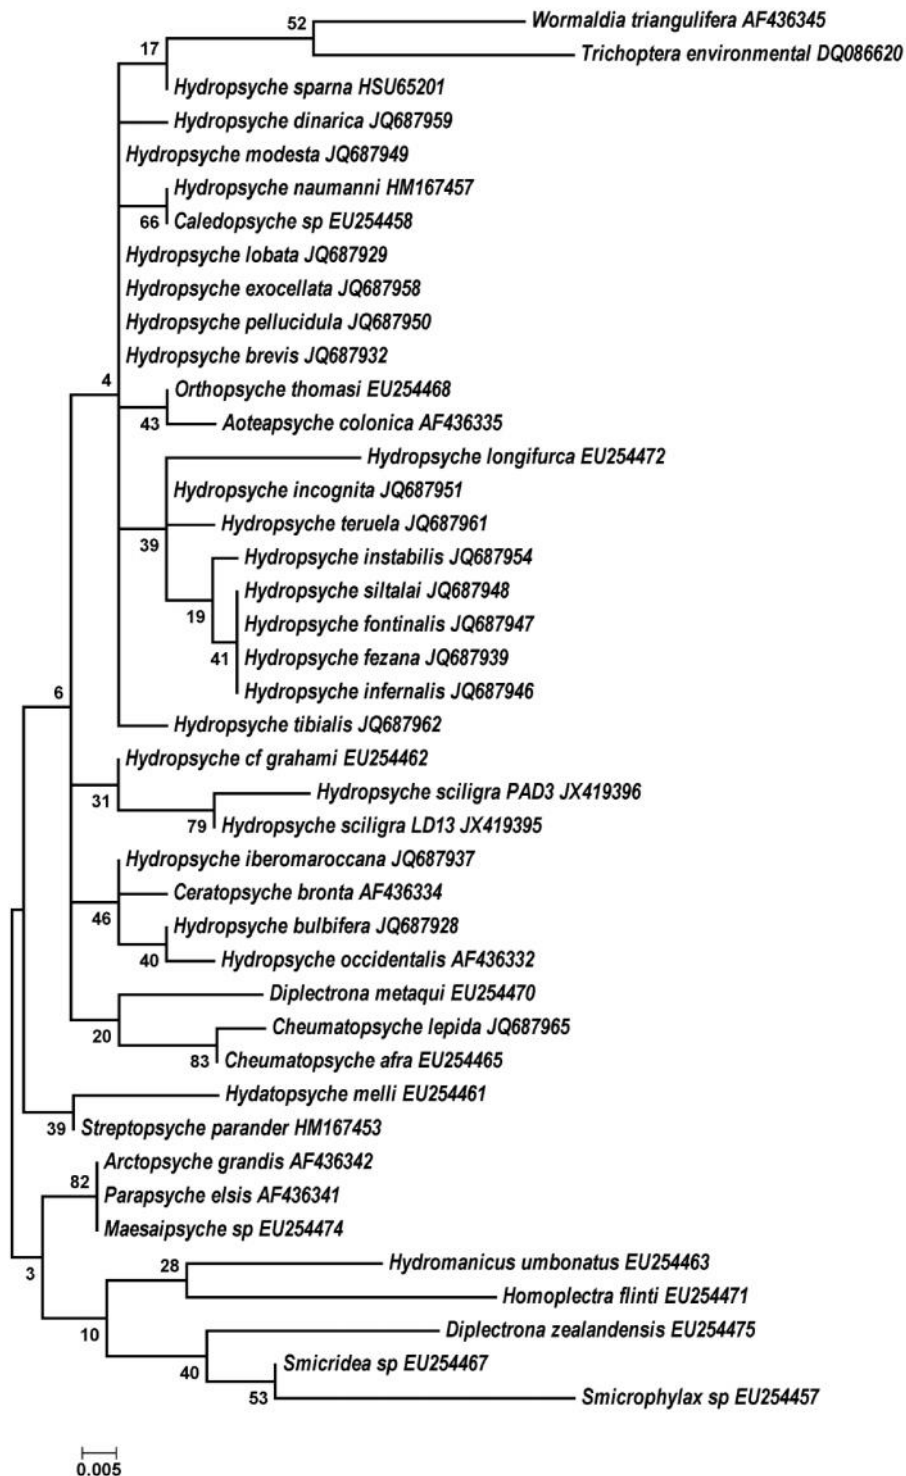 52
Wormaldia triangulifera AF436345
17
Trichoptera environmental DQ086620
Hydropsyche sparna HSU65201
Hydropsyche dinarica JQ687959
Hydropsyche modesta JQ687949
Hydropsyche naumanni HM167457
66
Caledopsyche sp EU254458
Hydropsyche lobata JQ687929
Hydropsyche exocellata JQ687958
Hydropsyche pellucidula JQ687950
Hydropsyche brevis JQ687932
4
Orthopsyche thomasi EU254468
43
Aoteapsyche colonica AF436335
Hydropsyche longifurca EU254472
Hydropsyche incognita JQ687951
Hydropsyche teruela JQ687961
39
Hydropsyche instabilis JQ687954
Hydropsyche siltalai JQ687948
19
Hydropsyche fontinalis JQ687947
41
Hydropsyche fezana JQ687939
Hydropsyche infernalis JQ687946
6
Hydropsyche tibialis JQ687962
Hydropsyche cf grahami EU254462
Hydropsyche sciligra PAD3 JX419396
31
79
Hydropsyche sciligra LD13 JX419395
Hydropsyche iberomaroccana JQ687937
Ceratopsyche bronta AF436334
46
Hydropsyche bulbifera JQ687928
40
Hydropsyche occidentalis AF436332
Diplectrona metaqui EU254470
20
Cheumatopsyche lepida JQ687965
83
Cheumatopsyche afra EU254465
Hydatopsyche melli EU254461
39
Streptopsyche parander HM167453
Arctopsyche grandis AF436342
82
Parapsyche elsis AF436341
Maesaipsyche sp EU254474
28
Hydromanicus umbonatus EU254463
3
Homoplectra flinti EU254471
10
Diplectrona zealandensis EU254475
Smicridea sp EU254467
40
53
Smicrophylax sp EU254457
0.005